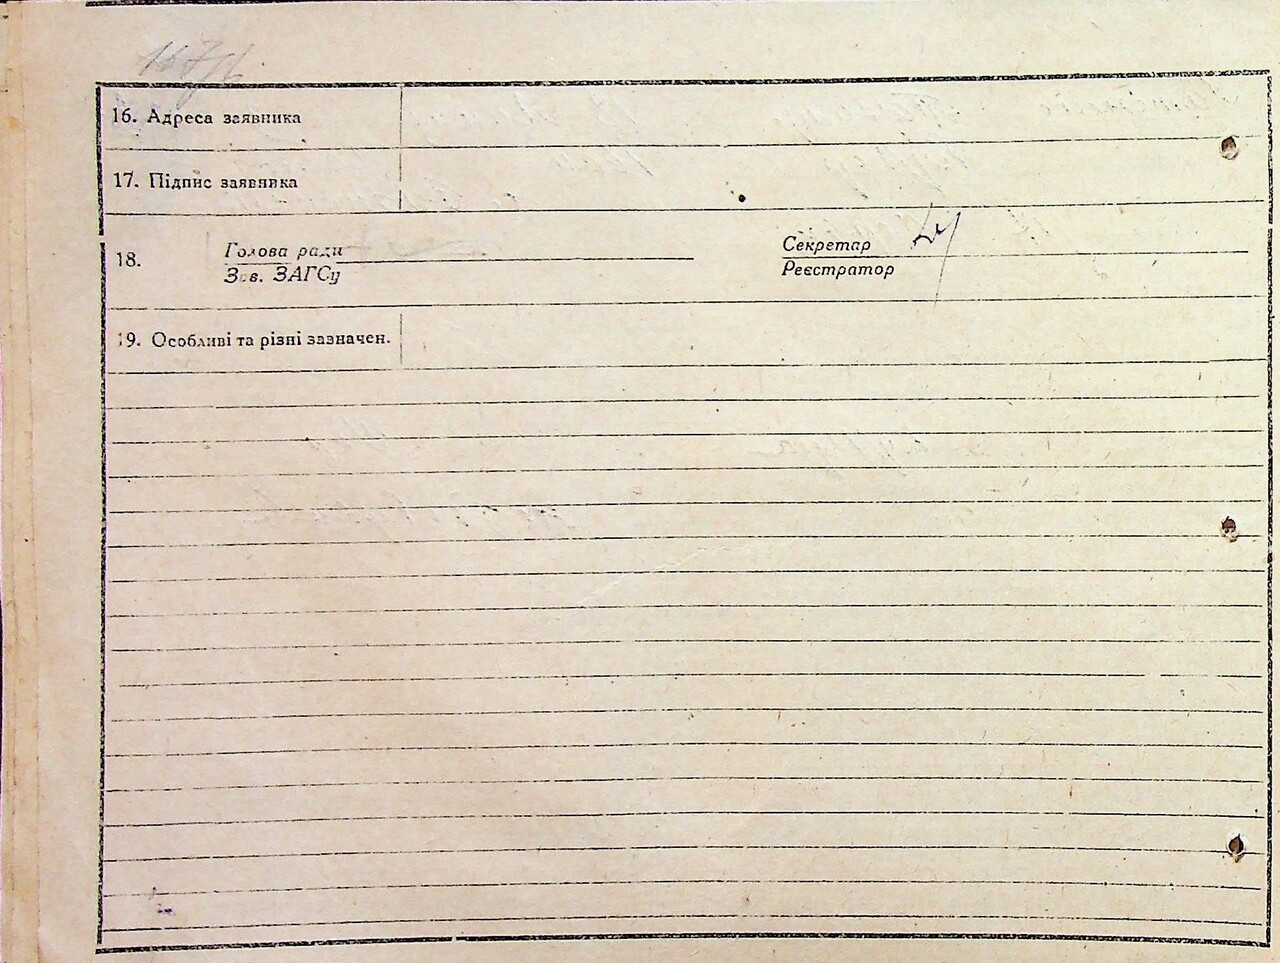 16. Адреса заявника
17. Підпис заявника
18. Голова ради Секретар
Зав. ЗАГСу Реєстратор
19. Особливі та різні зазначен.